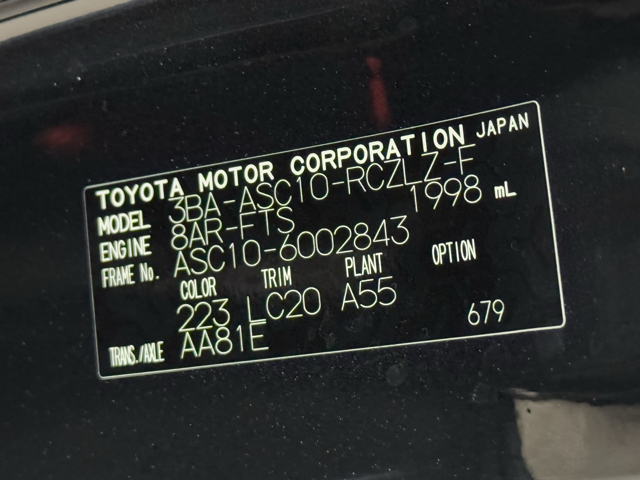 TOYOTA MOTOR CORPORATION JAPAN
MODEL 3BA-ASC10-RCZLZ-F
ENGINE 8AR-FTS 1998 mL
FRAME No. ASC10-6002843
COLOR TRIM PLANT OPTION
223 LC20 A55
TRANS./AXLE AA81E 679